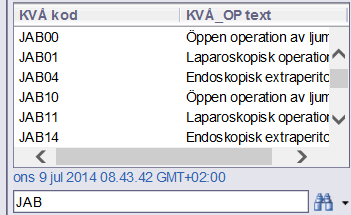 KVÅ kod KVÅ_OP text
JAB00 Öppen operation av ljum
JAB01 Laparoskopisk operation
JAB04 Endoskopisk extraperito
JAB10 Öppen operation av ljum
JAB11 Laparoskopisk operation
JAB14 Endoskopisk extraperito
ons 9 jul 2014 08.43.42 GMT+02:00
JAB